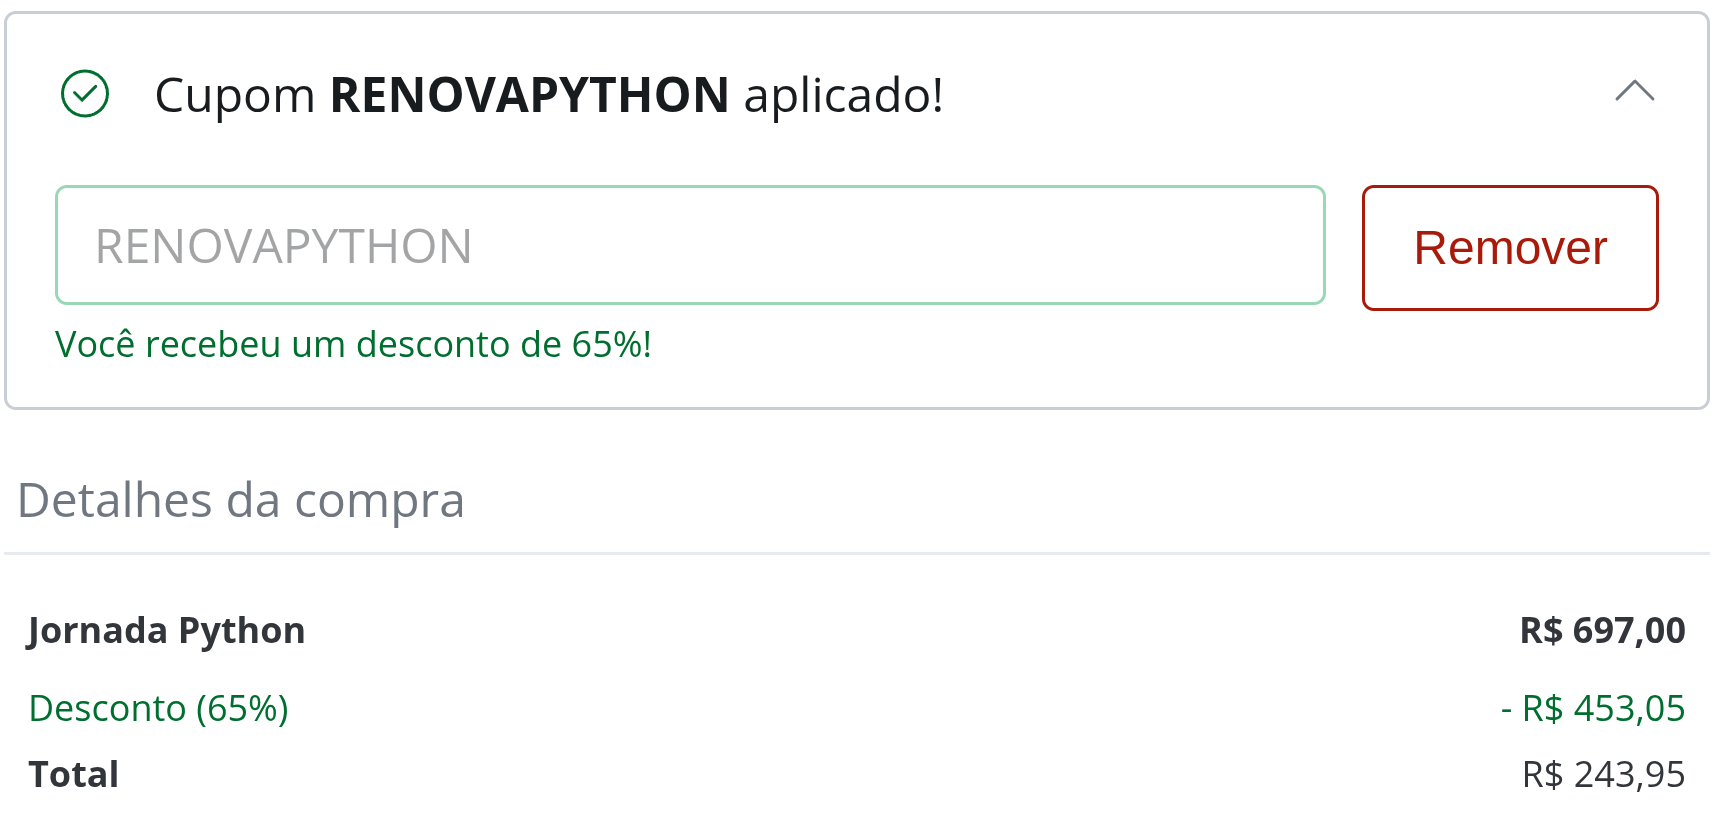 Cupom RENOVAPYTHON aplicado!
RENOVAPYTHON
Remover
Você recebeu um desconto de 65%!
Detalhes da compra
Jornada Python R$ 697,00
Desconto (65%) - R$ 453,05
Total R$ 243,95